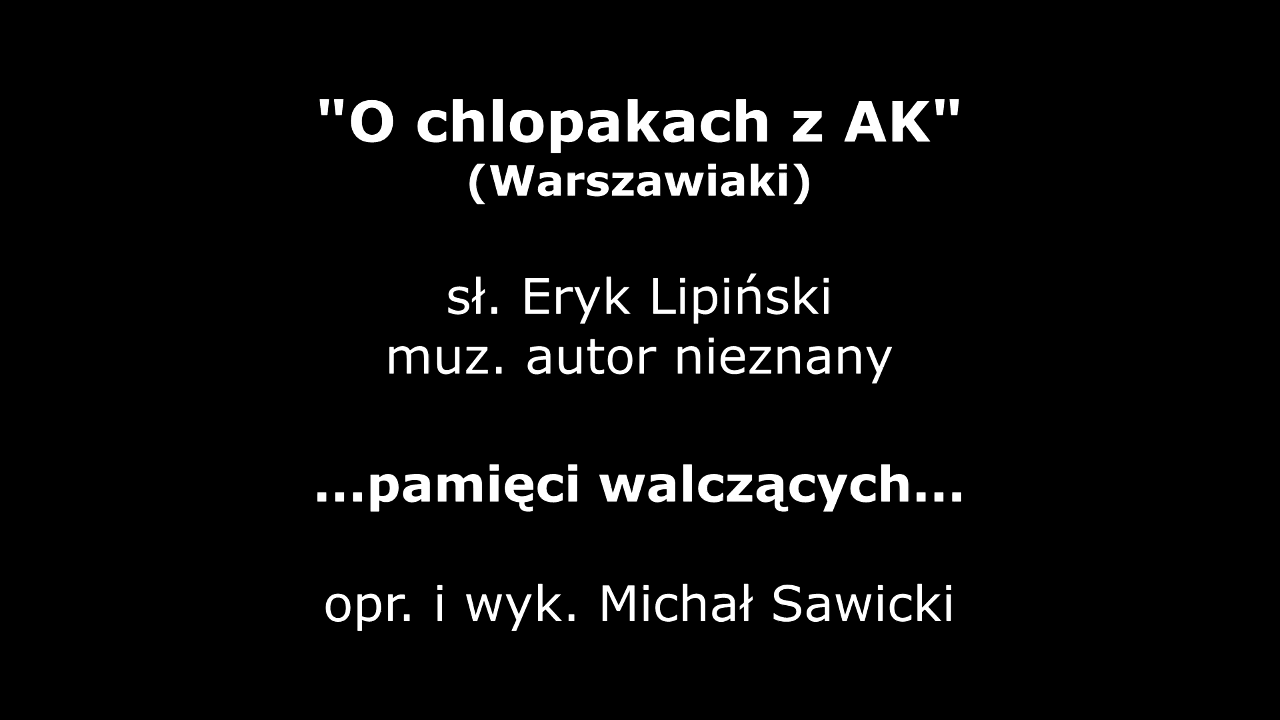 "O chlopakach z AK"
(Warszawiaki)
sł. Eryk Lipiński
muz. autor nieznany
...pamięci walczących...
opr. i wyk. Michał Sawicki